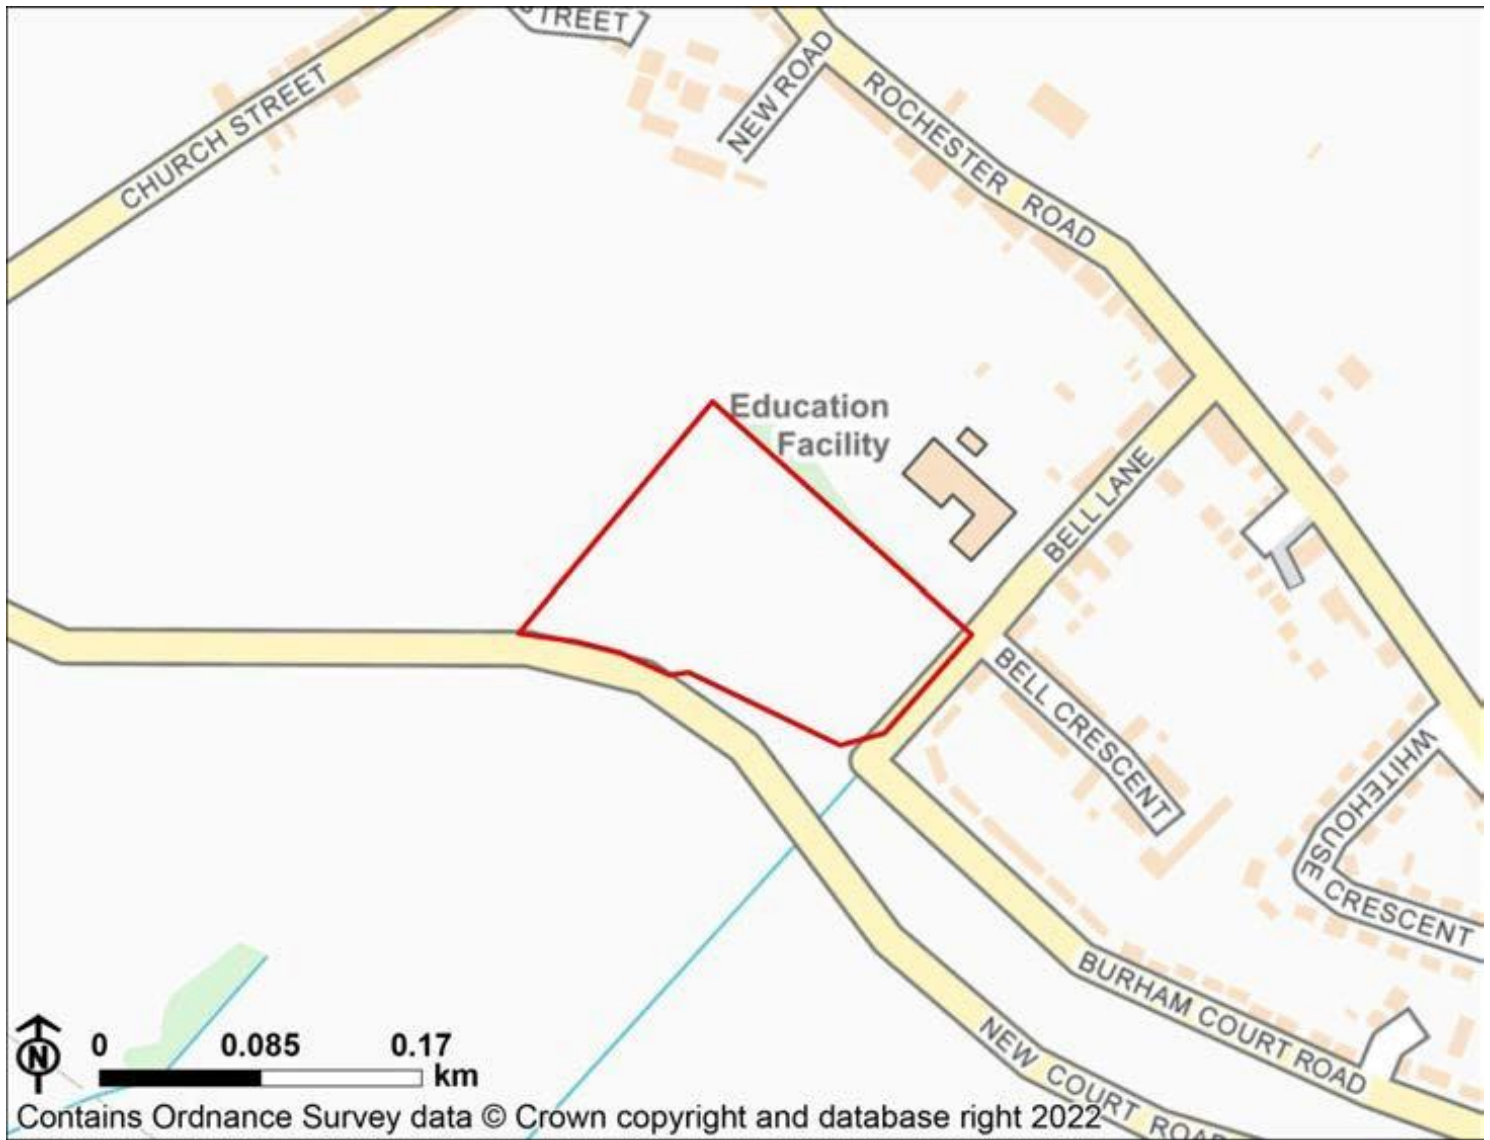 STREET
CHURCH STREET
NEW ROAD
ROCHESTER ROAD
Education
Facility
BELL LANE
BELL CRESCENT
WHITEHOUSE CRESCENT
BURHAM COURT ROAD
NEW COURT ROAD
N
0 0.085 0.17
km
Contains Ordnance Survey data © Crown copyright and database right 2022